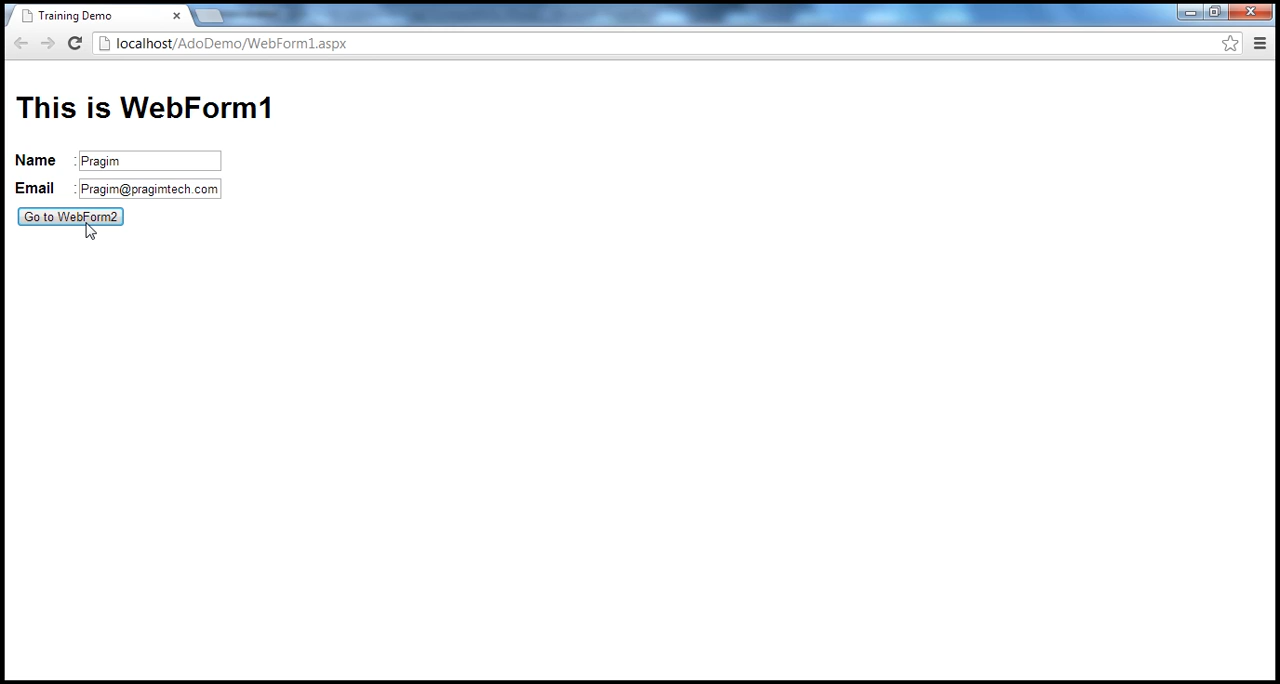 Training Demo
localhost/AdoDemo/WebForm1.aspx
This is WebForm1
Name : Pragim
Email : Pragim@pragimtech.com
Go to WebForm2